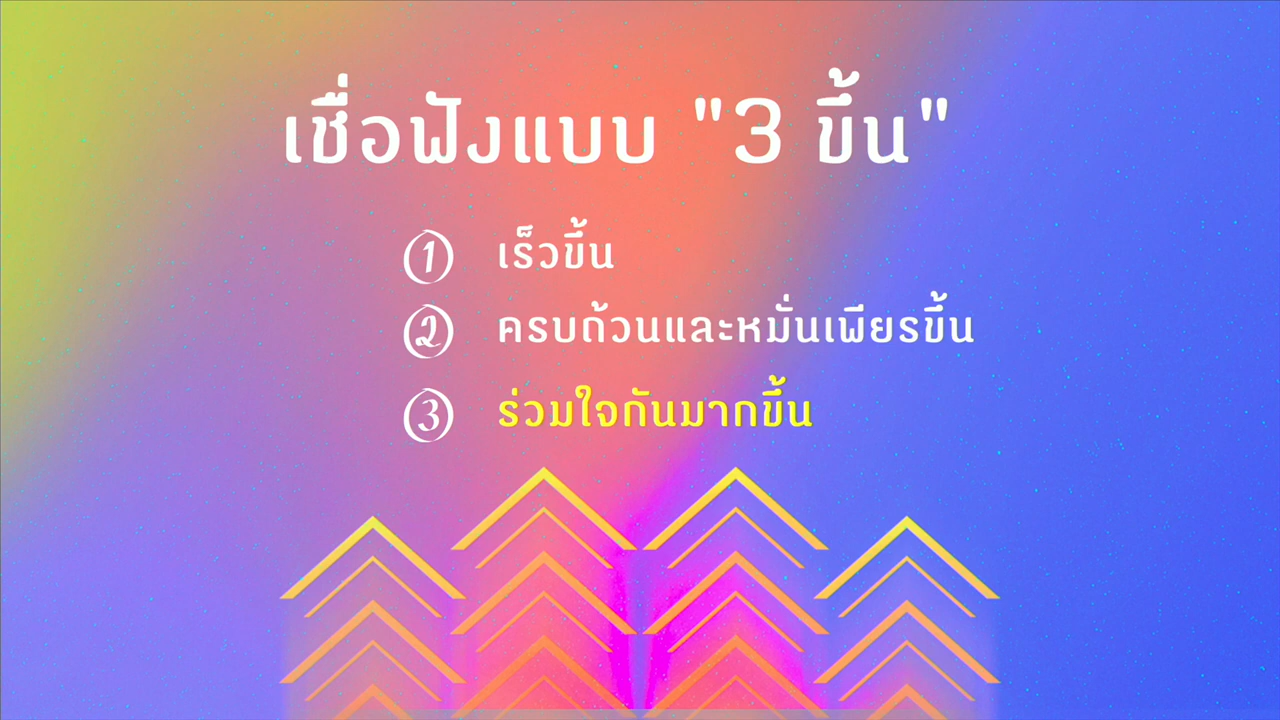 เชื่อฟังแบบ "3 ขึ้น"
1 เร็วขึ้น
2 ครบถ้วนและหมั่นเพียรขึ้น
3 ร่วมใจกันมากขึ้น